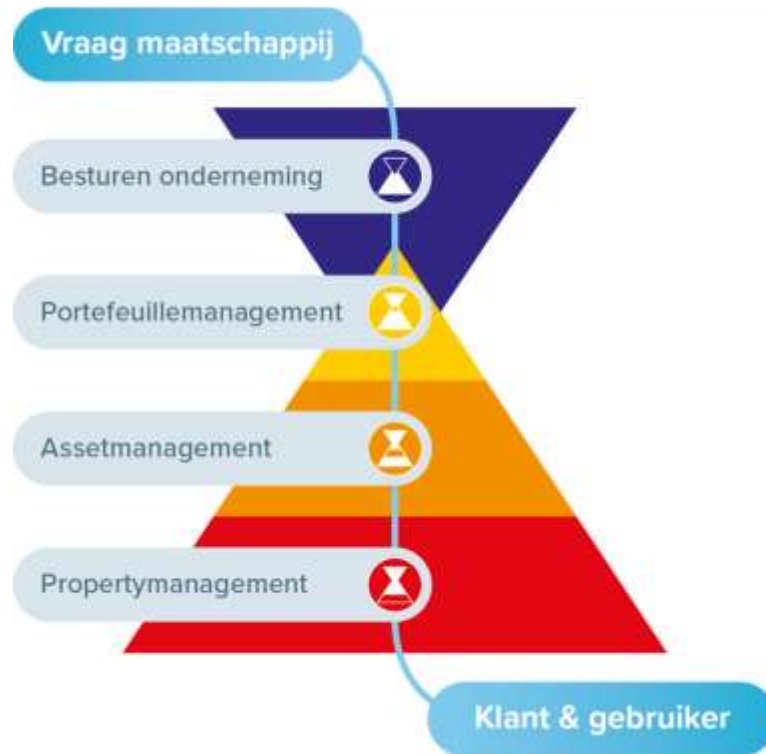 Vraag maatschappij
Besturen onderneming
Portefeuillemanagement
Assetmanagement
Propertymanagement
Klant & gebruiker